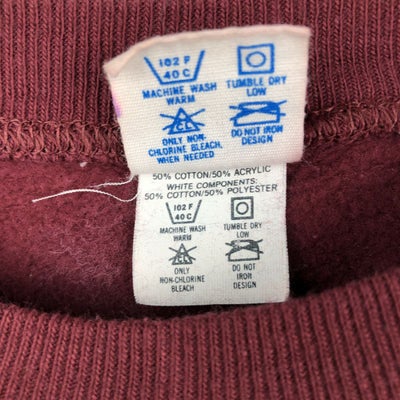 102 F
40 C
MACHINE WASH
WARM
TUMBLE DRY
LOW
CL
ONLY NON-
CHLORINE BLEACH,
WHEN NEEDED
DO NOT IRON
DESIGN
50% COTTON/50% ACRYLIC
WHITE COMPONENTS:
50% COTTON/50% POLYESTER
102 F
40 C
MACHINE WASH
WARM
TUMBLE DRY
LOW
CL
ONLY
NON-CHLORINE
BLEACH
DO NOT
IRON
DESIGN